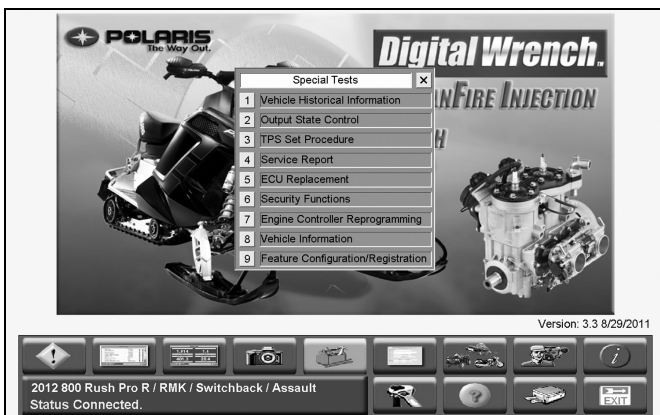 POLARIS
The Way Out.
Digital Wrench
ANFIRE INJECTION
H
Special Tests
X
1 Vehicle Historical Information
2 Output State Control
3 TPS Set Procedure
4 Service Report
5 ECU Replacement
6 Security Functions
7 Engine Controller Reprogramming
8 Vehicle Information
9 Feature Configuration/Registration
Version: 3.3 8/29/2011
!
i
2012 800 Rush Pro R / RMK / Switchback / Assault
Status Connected.
?
EXIT